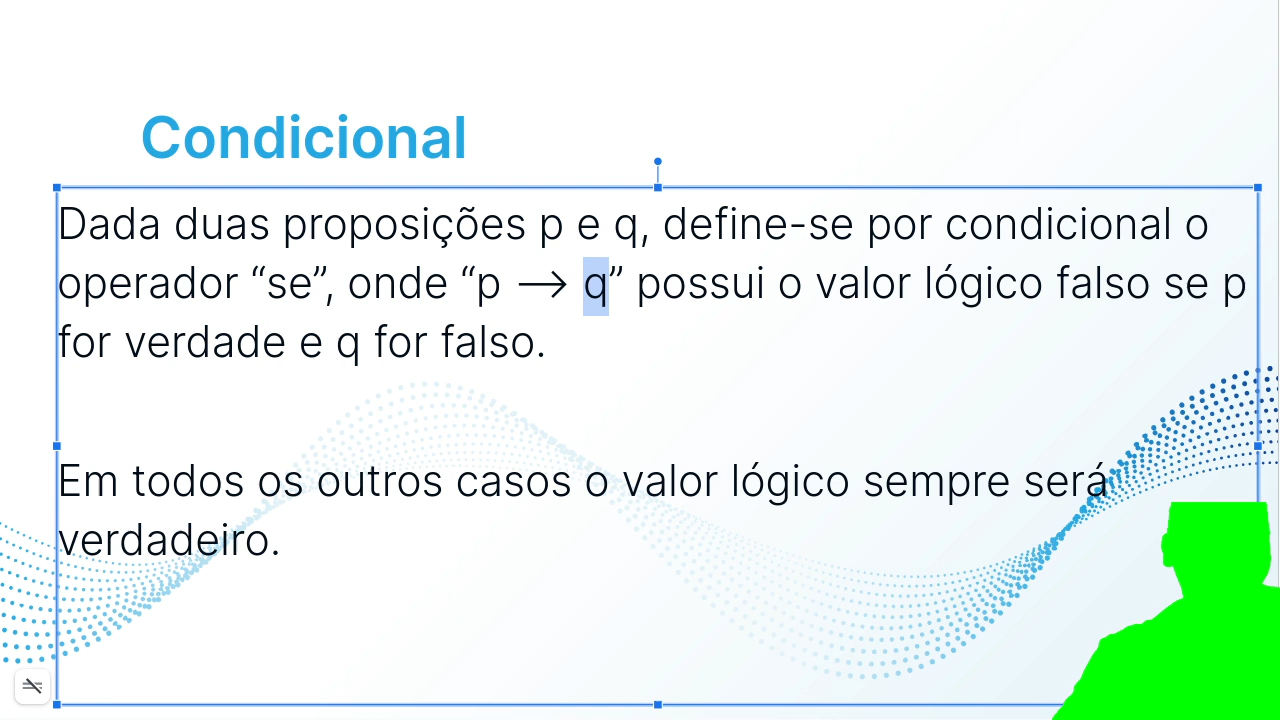 Condicional
Dada duas proposições p e q, define-se por condicional o
operador “se”, onde “p ⟶ q” possui o valor lógico falso se p
for verdade e q for falso.
Em todos os outros casos o valor lógico sempre será
verdadeiro.